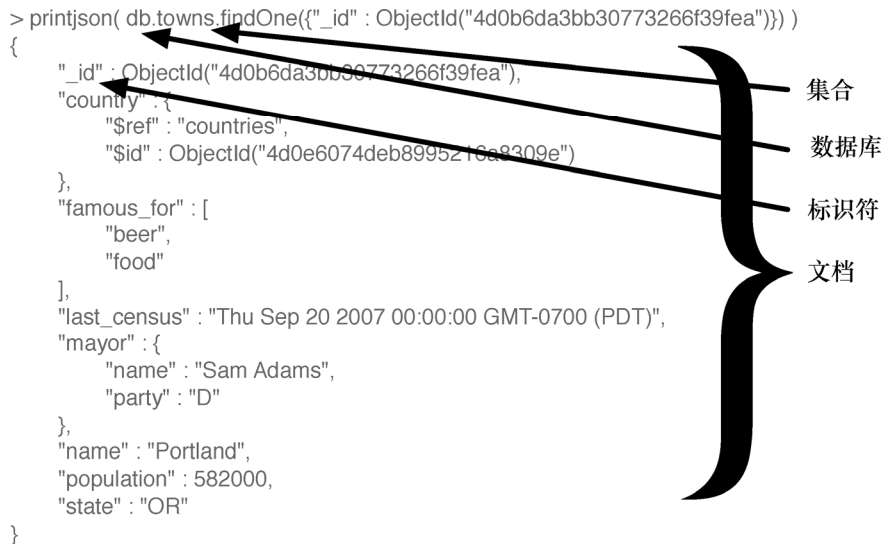 > printjson( db.towns.findOne({"_id" : ObjectId("4d0b6da3bb30773266f39fea")}) )
{
"_id" : ObjectId("4d0b6da3bb30773266f39fea"),
"country" : {
"$ref" : "countries",
"$id" : ObjectId("4d0e6074deb8995216a8309e")
},
"famous_for" : [
"beer",
"food"
],
"last_census" : "Thu Sep 20 2007 00:00:00 GMT-0700 (PDT)",
"mayor" : {
"name" : "Sam Adams",
"party" : "D"
},
"name" : "Portland",
"population" : 582000,
"state" : "OR"
}
集合
数据库
标识符
文档